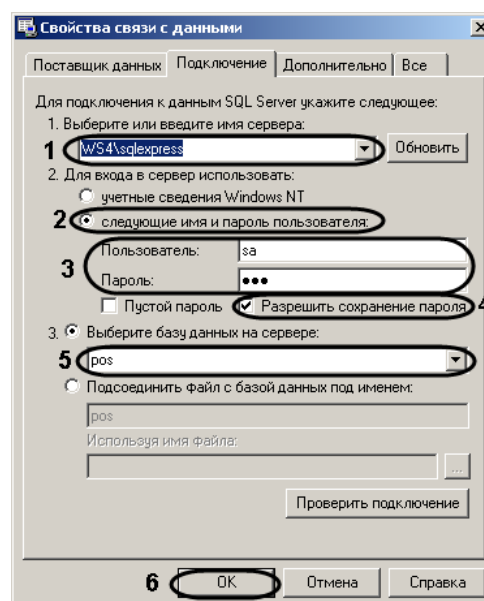 Свойства связи с данными
Поставщик данных Подключение Дополнительно Все
Для подключения к данным SQL Server укажите следующее:
1. Выберите или введите имя сервера:
1 WS4\sqlexpress Обновить
2. Для входа в сервер использовать:
учетные сведения Windows NT
2 следующие имя и пароль пользователя:
Пользователь: sa
3
Пароль: ●●●
Пустой пароль Разрешить сохранение пароля 4
3. Выберите базу данных на сервере:
5 pos
Подсоединить файл с базой данных под именем:
pos
Используя имя файла:
...
Проверить подключение
6 OK Отмена Справка